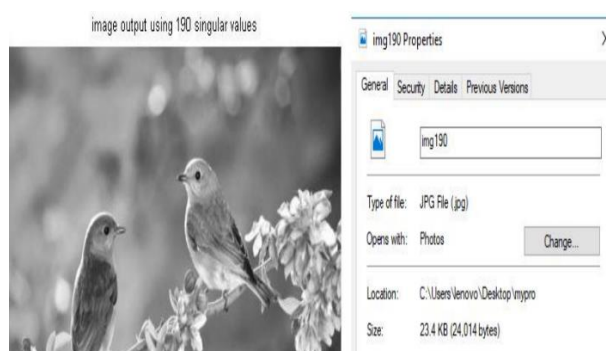 image output using 190 singular values
img190 Properties
General Security Details Previous Versions
img190
Type of file: JPG File (.jpg)
Opens with: Photos Change...
Location: C:\Users\lenovo\Desktop\mypro
Size: 23.4 KB (24,014 bytes)